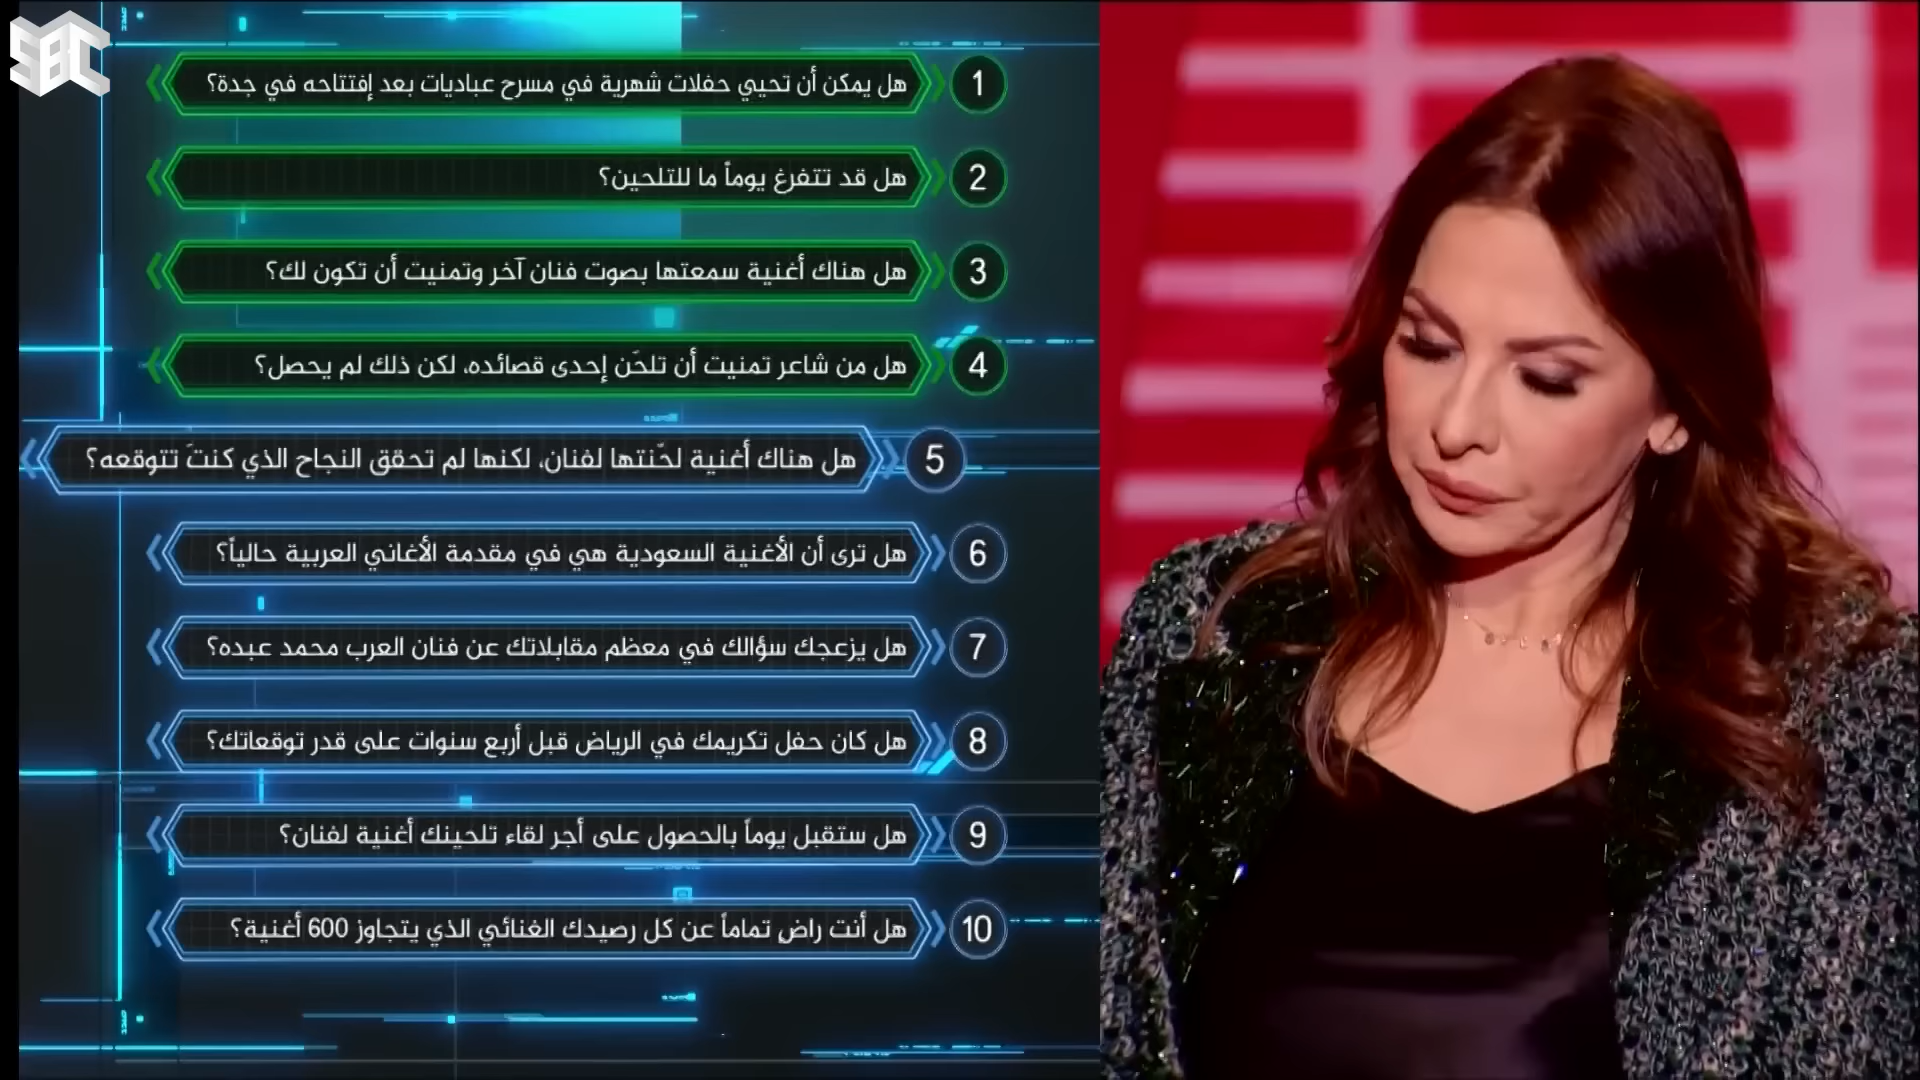 SBC
1 هل يمكن أن تحيي حفلات شهرية في مسرح عباديات بعد إفتتاحه في جدة؟
2 هل قد تتفرغ يوماً ما للتلحين؟
3 هل هناك أغنية سمعتها بصوت فنان آخر وتمنيت أن تكون لك؟
4 هل من شاعر تمنيت أن تلحّن إحدى قصائده، لكن ذلك لم يحصل؟
5 هل هناك أغنية لحّنتها لفنان، لكنها لم تحقق النجاح الذي كنتَ تتوقعه؟
6 هل ترى أن الأغنية السعودية هي في مقدمة الأغاني العربية حالياً؟
7 هل يزعجك سؤالك في معظم مقابلاتك عن فنان العرب محمد عبده؟
8 هل كان حفل تكريمك في الرياض قبل أربع سنوات على قدر توقعاتك؟
9 هل ستقبل يوماً بالحصول على أجر لقاء تلحينك أغنية لفنان؟
10 هل أنت راضٍ تماماً عن كل رصيدك الغنائي الذي يتجاوز 600 أغنية؟